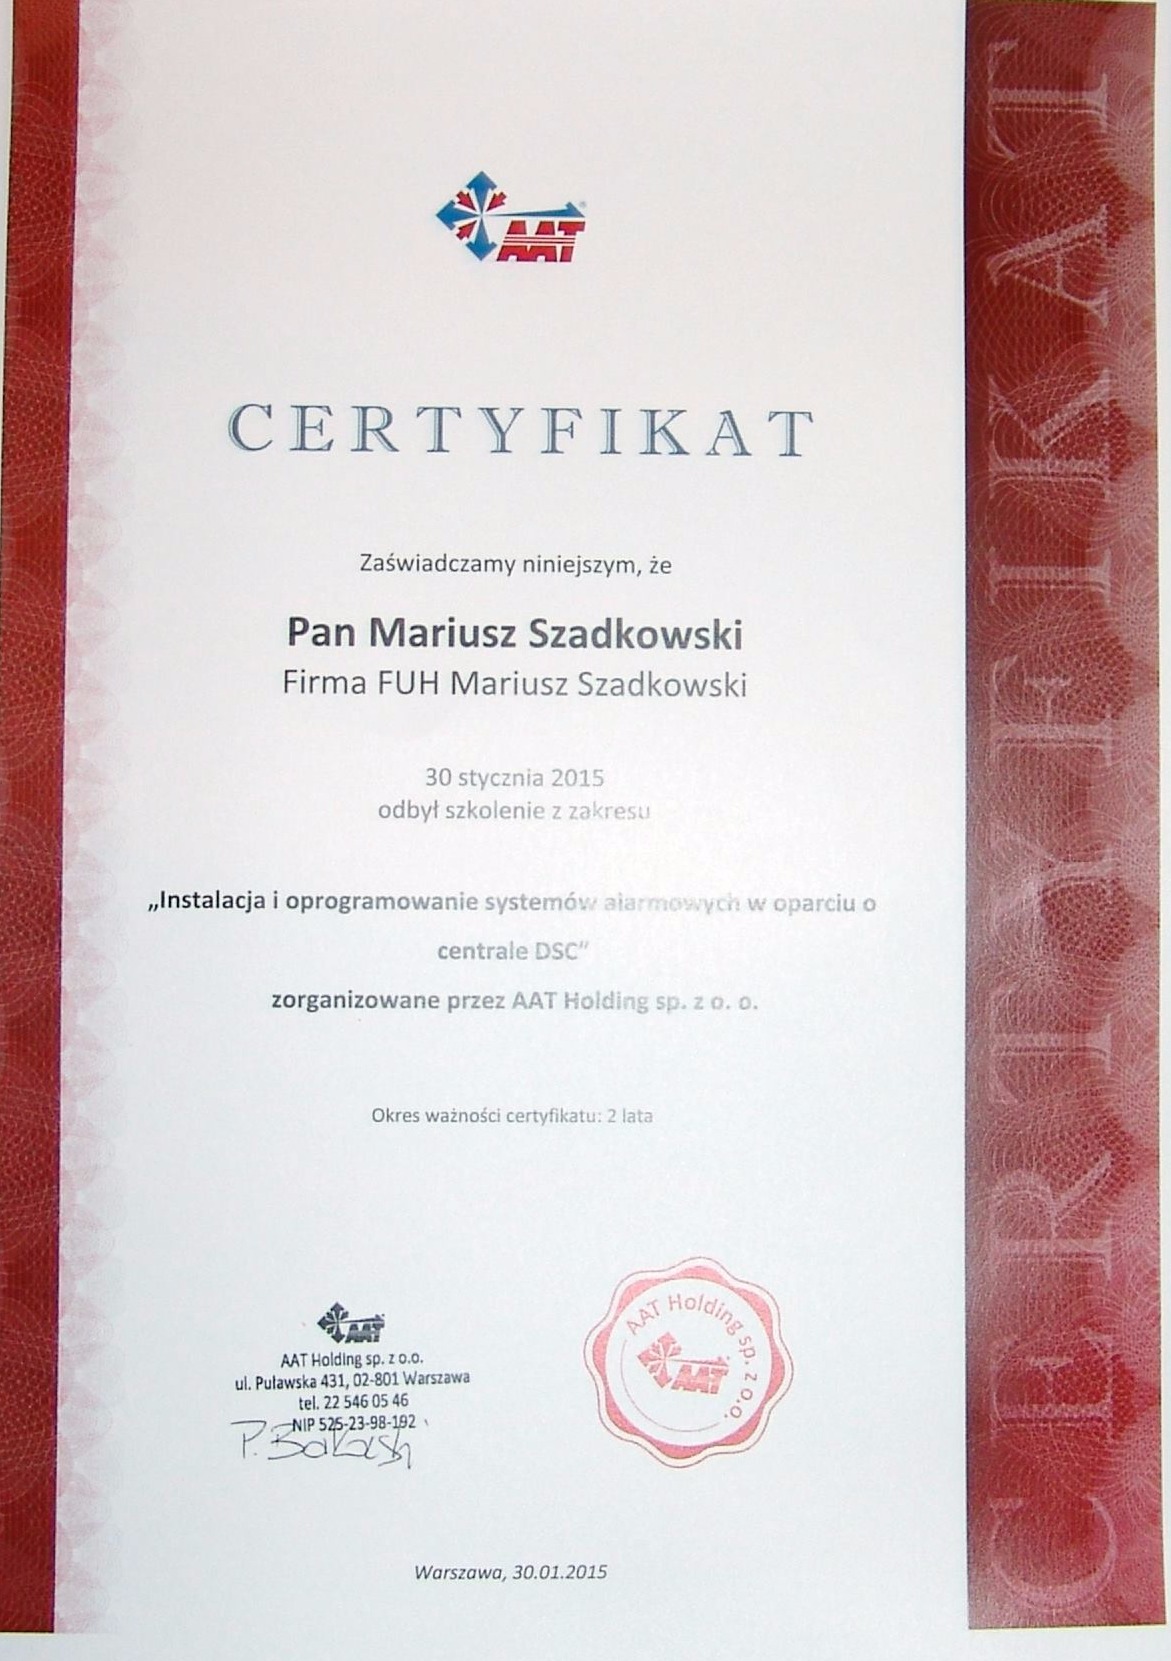 AAT
CERTYFIKAT
Zaświadczamy niniejszym, że
Pan Mariusz Szadkowski
Firma FUH Mariusz Szadkowski
30 stycznia 2015
odbył szkolenie z zakresu
„Instalacja i oprogramowanie systemów alarmowych w oparciu o
centrale DSC”
zorganizowane przez AAT Holding sp. z o. o.
Okres ważności certyfikatu: 2 lata
AAT
AAT Holding sp. z o.o.
ul. Puławska 431, 02-801 Warszawa
tel. 22 546 05 46
NIP 525-23-98-192
AAT Holding sp. z o.o.
AAT
Warszawa, 30.01.2015
CERTYFIKAT